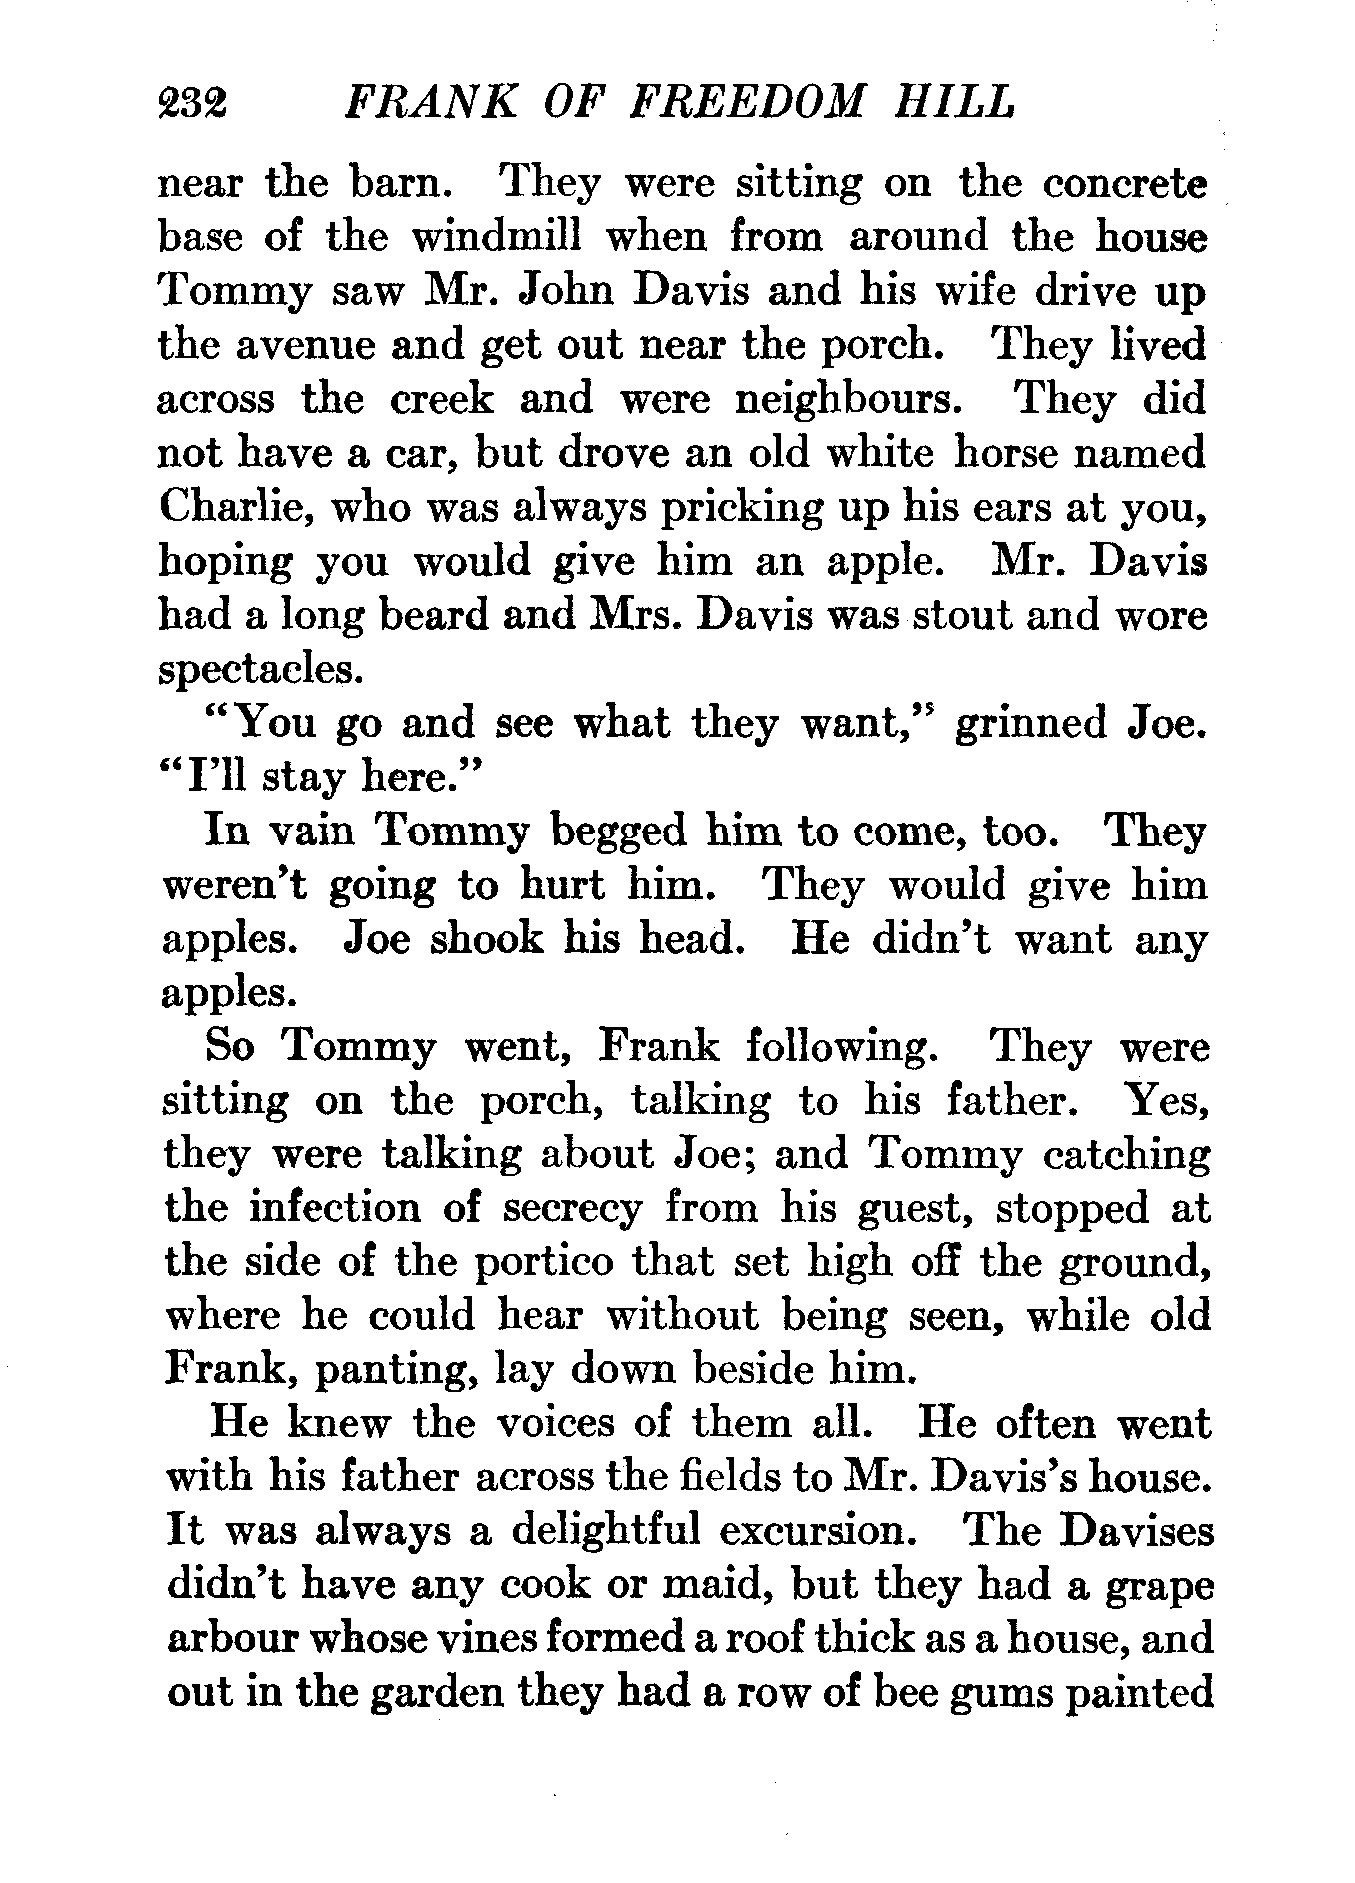 232 FRANK OF FREEDOM HILL
near the barn. They were sitting on the concrete
base of the windmill when from around the house
Tommy saw Mr. John Davis and his wife drive up
the avenue and get out near the porch. They lived
across the creek and were neighbours. They did
not have a car, but drove an old white horse named
Charlie, who was always pricking up his ears at you,
hoping you would give him an apple. Mr. Davis
had a long beard and Mrs. Davis was stout and wore
spectacles.
“You go and see what they want,” grinned Joe.
“I’ll stay here.”
In vain Tommy begged him to come, too. They
weren’t going to hurt him. They would give him
apples. Joe shook his head. He didn’t want any
apples.
So Tommy went, Frank following. They were
sitting on the porch, talking to his father. Yes,
they were talking about Joe; and Tommy catching
the infection of secrecy from his guest, stopped at
the side of the portico that set high off the ground,
where he could hear without being seen, while old
Frank, panting, lay down beside him.
He knew the voices of them all. He often went
with his father across the fields to Mr. Davis’s house.
It was always a delightful excursion. The Davises
didn’t have any cook or maid, but they had a grape
arbour whose vines formed a roof thick as a house, and
out in the garden they had a row of bee gums painted